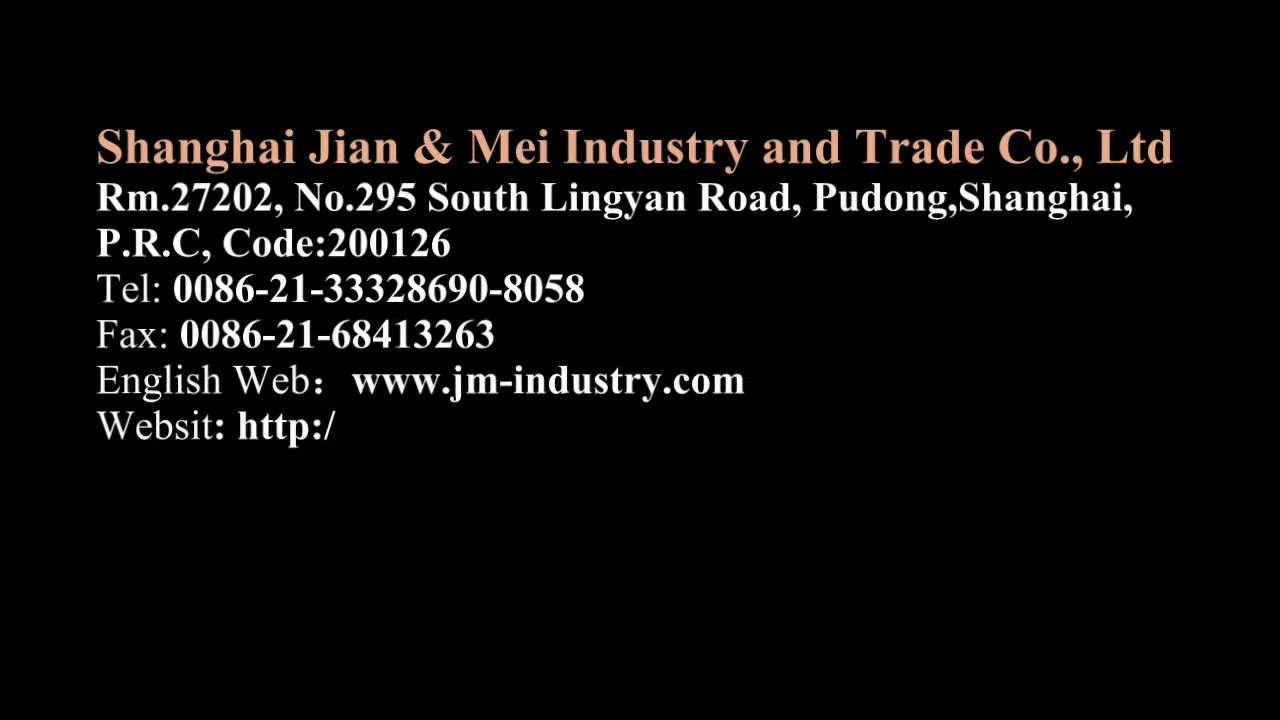 Shanghai Jian & Mei Industry and Trade Co., Ltd
Rm.27202, No.295 South Lingyan Road, Pudong,Shanghai,
P.R.C, Code:200126
Tel: 0086-21-33328690-8058
Fax: 0086-21-68413263
English Web：www.jm-industry.com
Websit: http:/